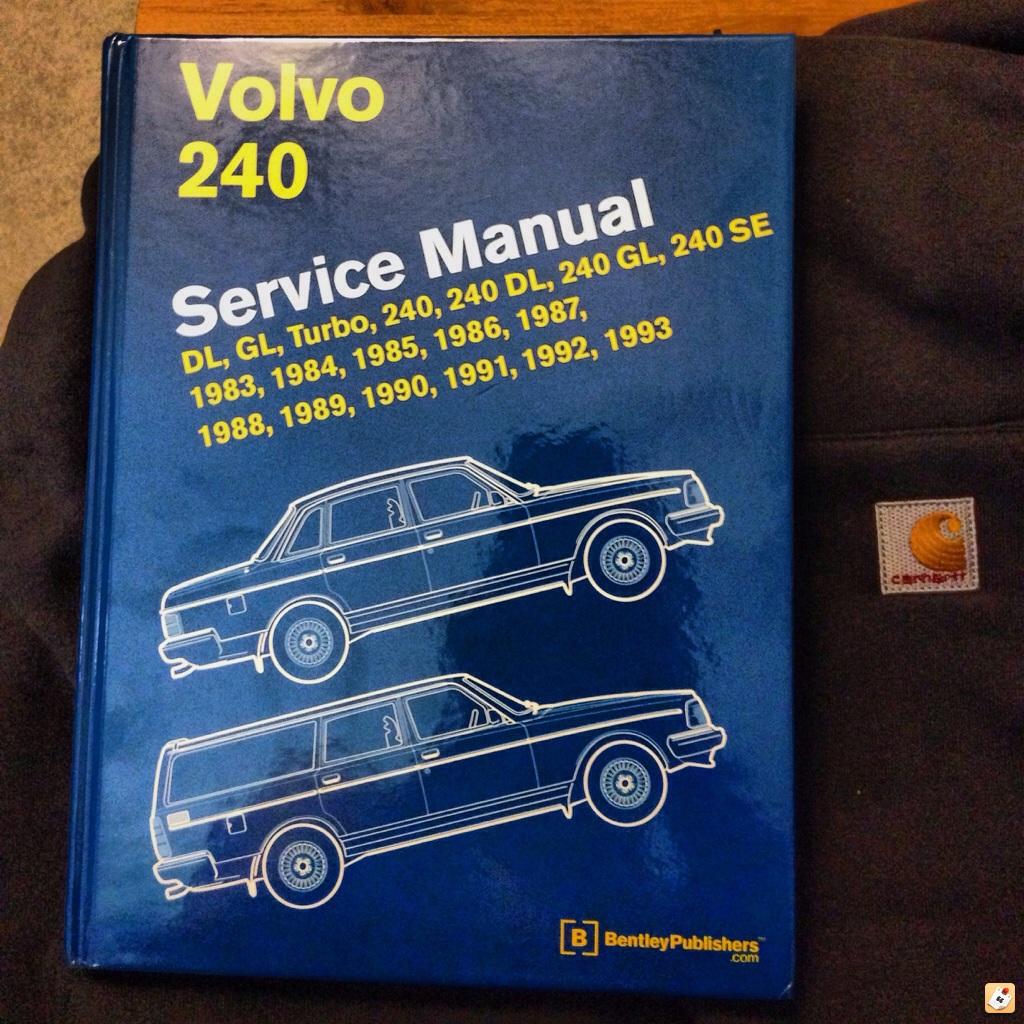 Volvo
240
Service Manual
DL, GL, Turbo, 240, 240 DL, 240 GL, 240 SE
1983, 1984, 1985, 1986, 1987,
1988, 1989, 1990, 1991, 1992, 1993
[B] BentleyPublishers™
.com
carhartt